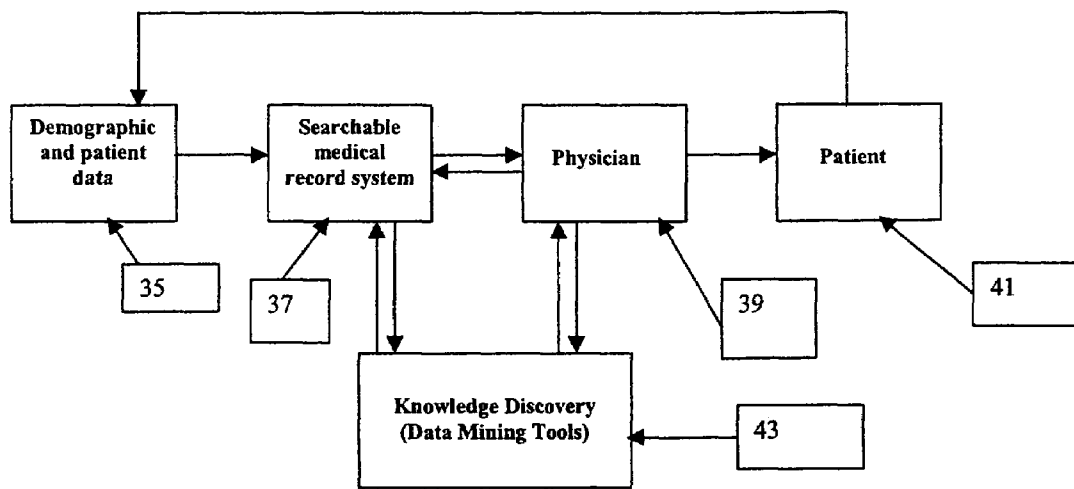 Demographic
and patient
data
Searchable
medical
record system
Physician
Patient
35
37
39
41
Knowledge Discovery
(Data Mining Tools)
43